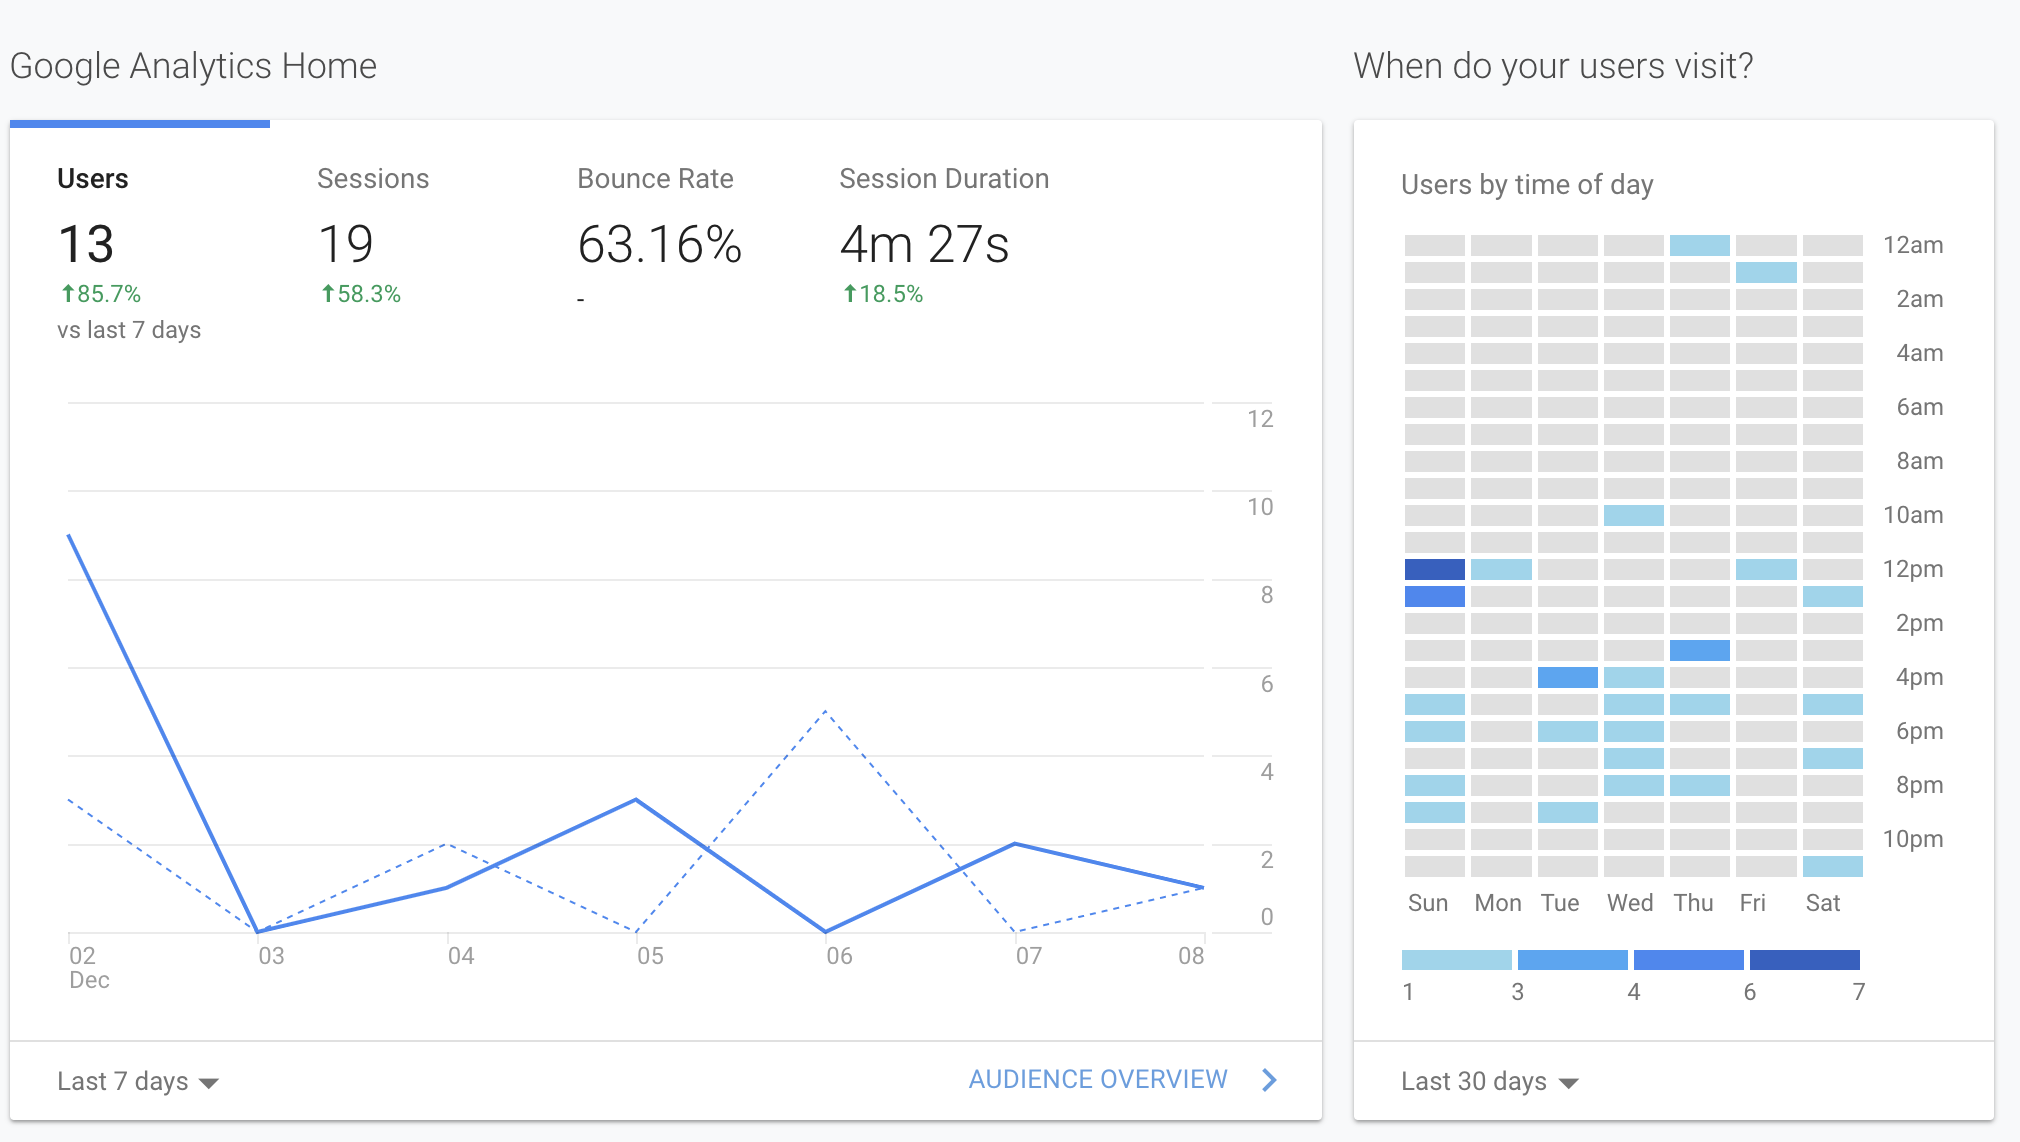 Google Analytics Home
Users
13
↑85.7%
vs last 7 days
Sessions
19
↑58.3%
Bounce Rate
63.16%
-
Session Duration
4m 27s
↑18.5%
12
10
8
6
4
2
0
02 03 04 05 06 07 08
Dec
Last 7 days
AUDIENCE OVERVIEW
When do your users visit?
Users by time of day
12am
2am
4am
6am
8am
10am
12pm
2pm
4pm
6pm
8pm
10pm
Sun Mon Tue Wed Thu Fri Sat
1 3 4 6 7
Last 30 days